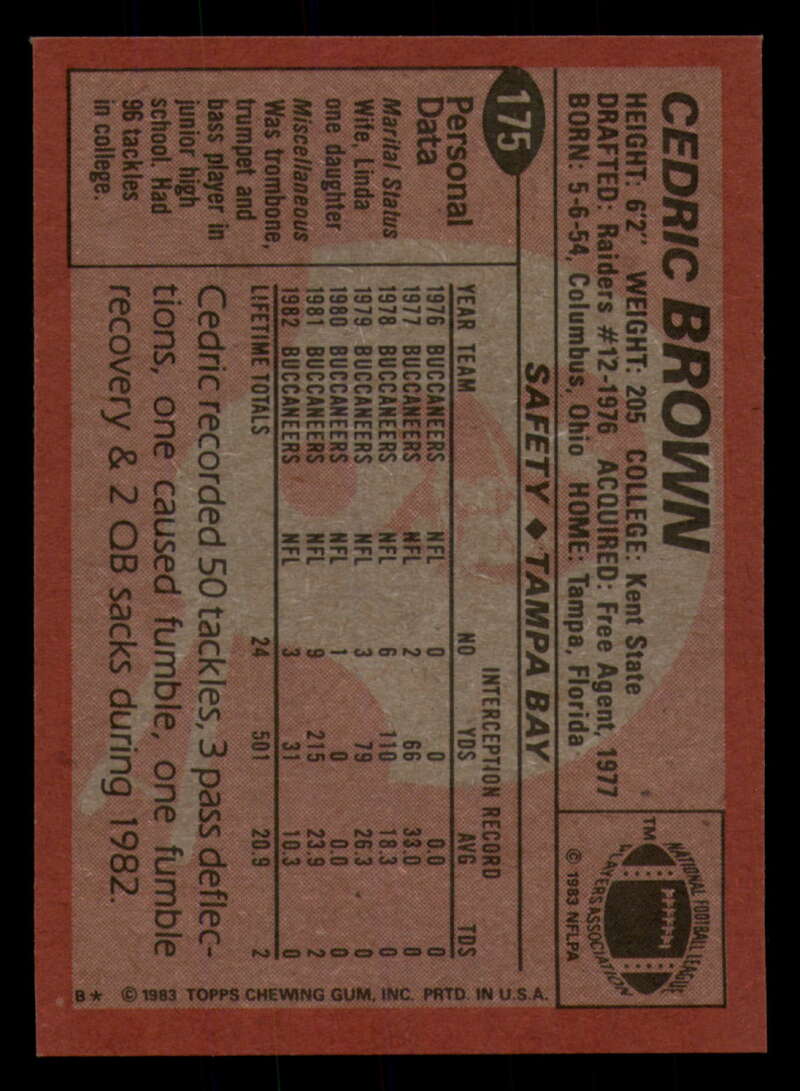 CEDRIC BROWN
HEIGHT: 6'2" WEIGHT: 205 COLLEGE: Kent State
DRAFTED: Raiders #12-1976 ACQUIRED: Free Agent, 1977
BORN: 5-6-54, Columbus, Ohio HOME: Tampa, Florida
SAFETY ◆ TAMPA BAY
TM
NATIONAL FOOTBALL LEAGUE
PLAYERS ASSOCIATION
© 1983 NFLPA
175
Personal
Data
Marital Status
Wife, Linda
one daughter
Miscellaneous
Was trombone,
trumpet and
bass player in
junior high
school. Had
96 tackles
in college.
INTERCEPTION RECORD
YEAR TEAM NO YDS AVG TDS
1976 BUCCANEERS NFL 0 0 0.0 0
1977 BUCCANEERS NFL 2 66 33.0 0
1978 BUCCANEERS NFL 6 110 18.3 0
1979 BUCCANEERS NFL 3 79 26.3 0
1980 BUCCANEERS NFL 1 0 0.0 0
1981 BUCCANEERS NFL 9 215 23.9 2
1982 BUCCANEERS NFL 3 31 10.3 0
LIFETIME TOTALS 24 501 20.9 2
Cedric recorded 50 tackles, 3 pass deflec-
tions, one caused fumble, one fumble
recovery & 2 QB sacks during 1982.
B* © 1983 TOPPS CHEWING GUM, INC. PRTD. IN U.S.A.